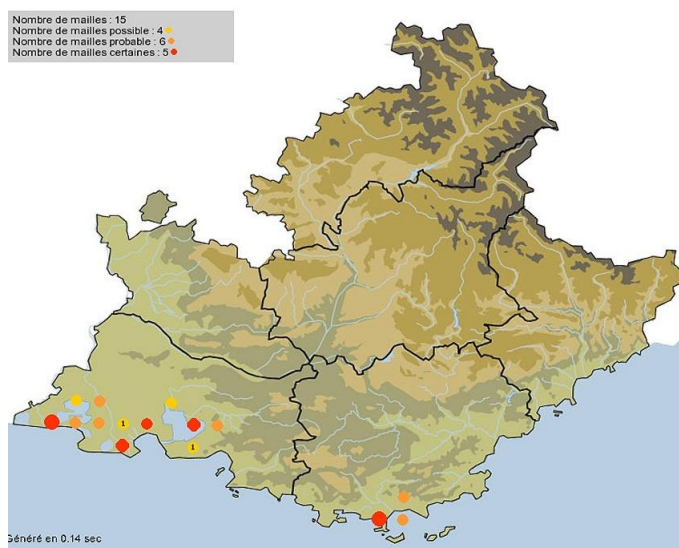 Nombre de mailles : 15
Nombre de mailles possible : 4
Nombre de mailles probable : 6
Nombre de mailles certaines : 5
1
1
Généré en 0.14 sec